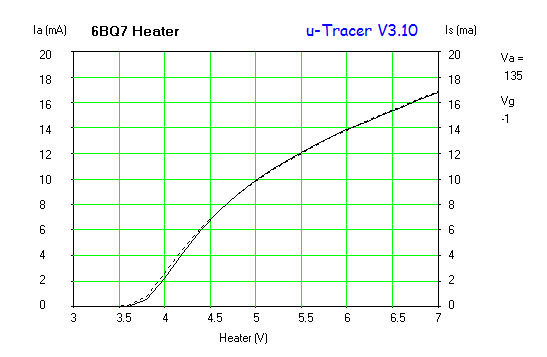 Ia (mA) 6BQ7 Heater u-Tracer V3.10 Is (ma)
20 20 Va =
18 18 135
16 16 Vg
14 14 -1
12 12
10 10
8 8
6 6
4 4
2 2
0 0
3 3.5 4 4.5 5 5.5 6 6.5 7
Heater (V)